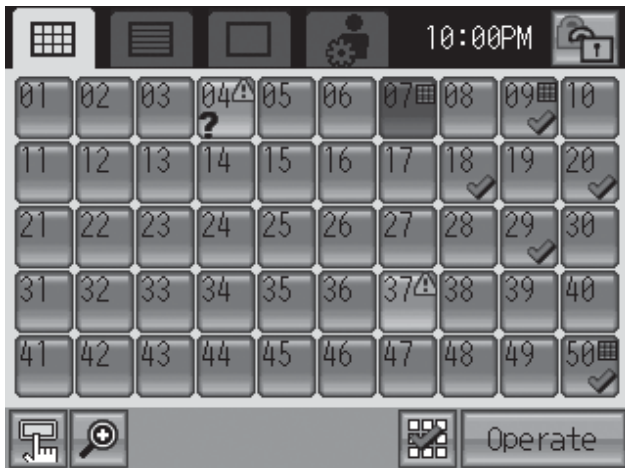 10:00PM
01 02 03 04 05 06 07 08 09 10
?
11 12 13 14 15 16 17 18 19 20
21 22 23 24 25 26 27 28 29 30
31 32 33 34 35 36 37 38 39 40
41 42 43 44 45 46 47 48 49 50
Operate